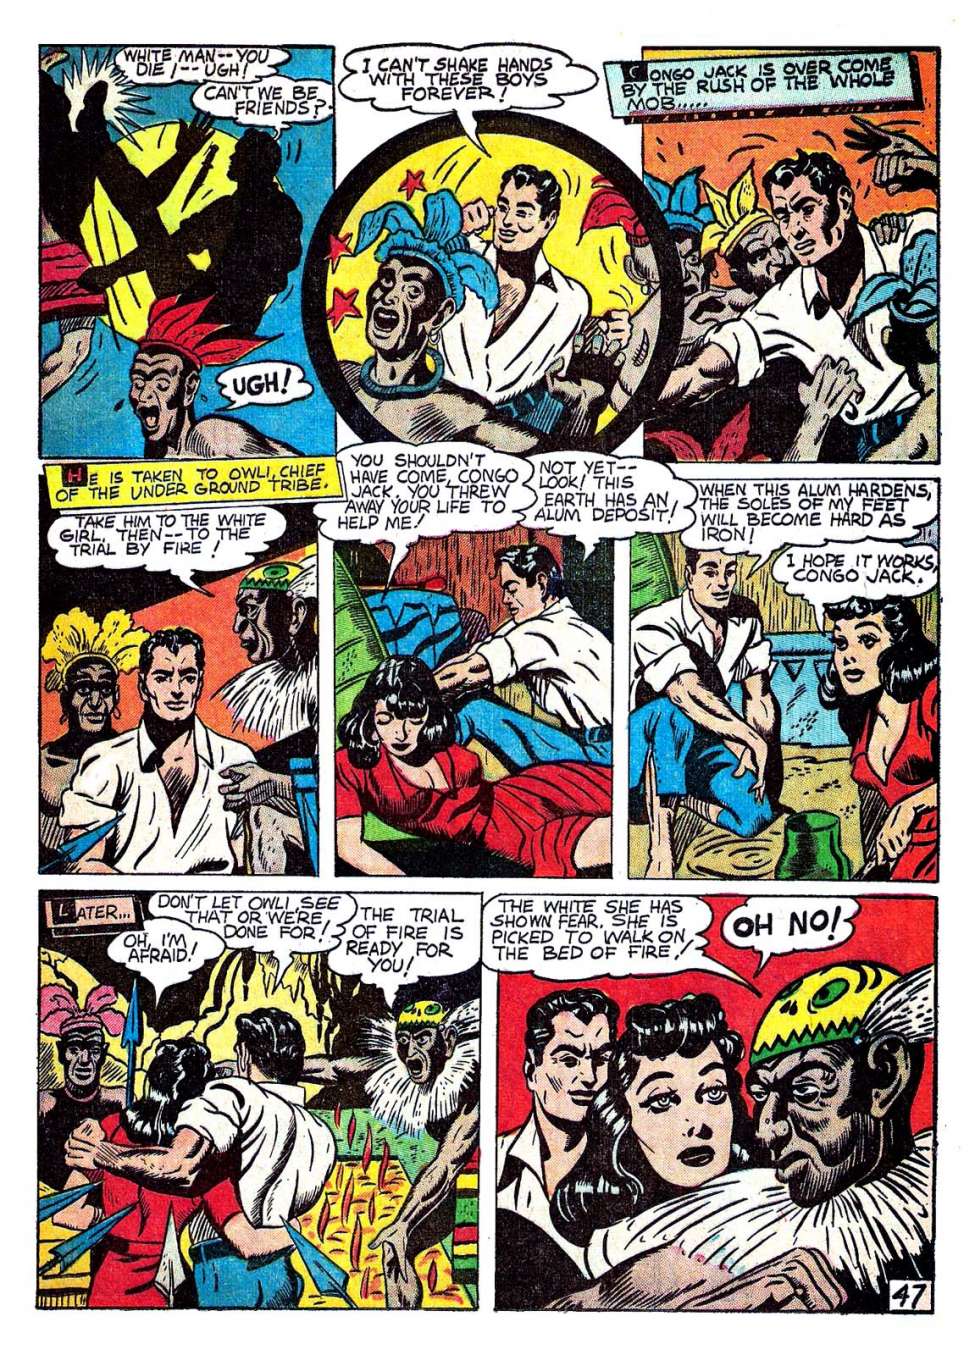 WHITE MAN--YOU
DIE!--UGH!
CAN'T WE BE
FRIENDS?
UGH!
I CAN'T SHAKE HANDS
WITH THESE BOYS
FOREVER!
CONGO JACK IS OVER COME
BY THE RUSH OF THE WHOLE
MOB.....
HE IS TAKEN TO OWLI, CHIEF
OF THE UNDER GROUND TRIBE.
TAKE HIM TO THE WHITE
GIRL, THEN--TO THE
TRIAL BY FIRE!
YOU SHOULDN'T
HAVE COME, CONGO
JACK, YOU THREW
AWAY YOUR LIFE TO
HELP ME!
NOT YET--
LOOK! THIS
EARTH HAS AN
ALUM DEPOSIT!
WHEN THIS ALUM HARDENS,
THE SOLES OF MY FEET
WILL BECOME HARD AS
IRON!
I HOPE IT WORKS,
CONGO JACK.
LATER...
OH, I'M
AFRAID!
DON'T LET OWLI SEE
THAT OR WE'RE
DONE FOR!
THE TRIAL
OF FIRE IS
READY FOR
YOU!
THE WHITE SHE HAS
SHOWN FEAR. SHE IS
PICKED TO WALK ON
THE BED OF FIRE!
OH NO!
47